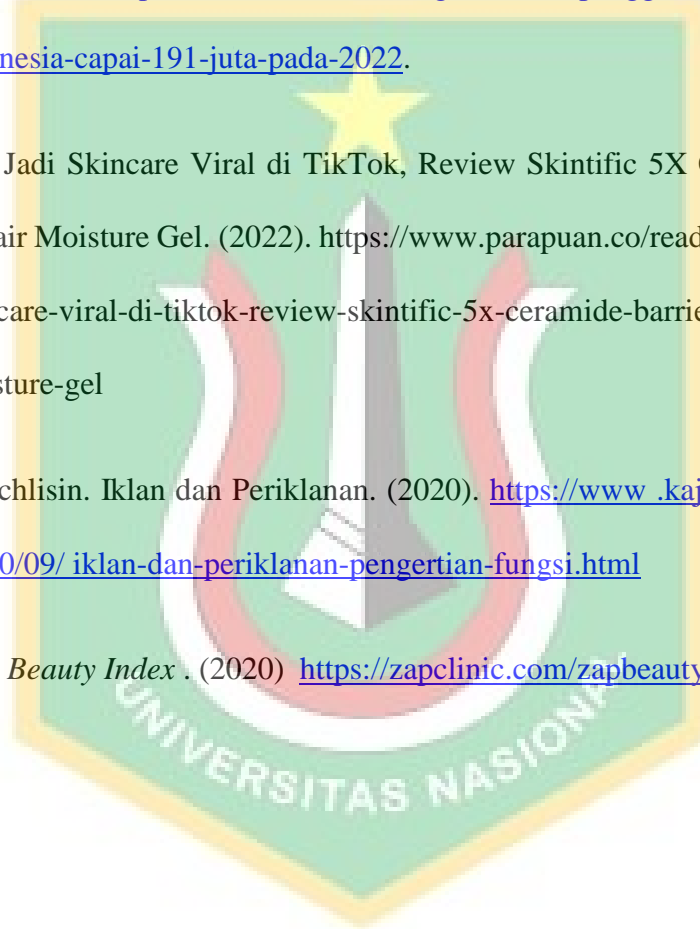 nesia-capai-191-juta-pada-2022.
Jadi Skincare Viral di TikTok, Review Skintific 5X
air Moisture Gel. (2022). https://www.parapuan.co/read
care-viral-di-tiktok-review-skintific-5x-ceramide-barrie
sture-gel
chlisin. Iklan dan Periklanan. (2020). https://www .kaj
0/09/ iklan-dan-periklanan-pengertian-fungsi.html
Beauty Index . (2020) https://zapclinic.com/zapbeauty
UNIVERSITAS NASIONAL